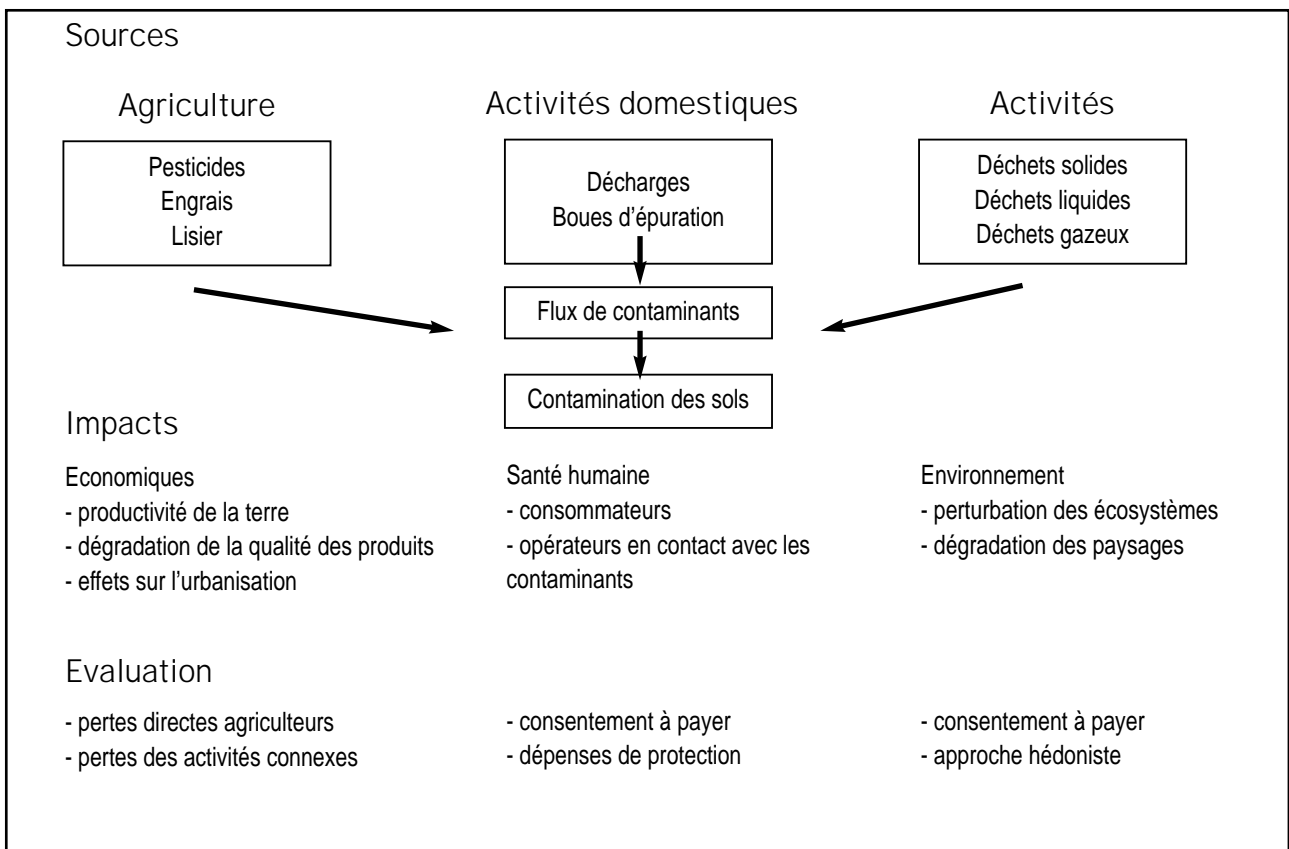 Sources
Agriculture
Pesticides
Engrais
Lisier
Activités domestiques
Décharges
Boues d'épuration
Activités
Déchets solides
Déchets liquides
Déchets gazeux
Flux de contaminants
Contamination des sols
Impacts
Economiques
- productivité de la terre
- dégradation de la qualité des produits
- effets sur l'urbanisation
Santé humaine
- consommateurs
- opérateurs en contact avec les
contaminants
Environnement
- perturbation des écosystèmes
- dégradation des paysages
Evaluation
- pertes directes agriculteurs
- pertes des activités connexes
- consentement à payer
- dépenses de protection
- consentement à payer
- approche hédoniste